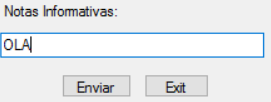 Notas Informativas:
OLA
Enviar Exit